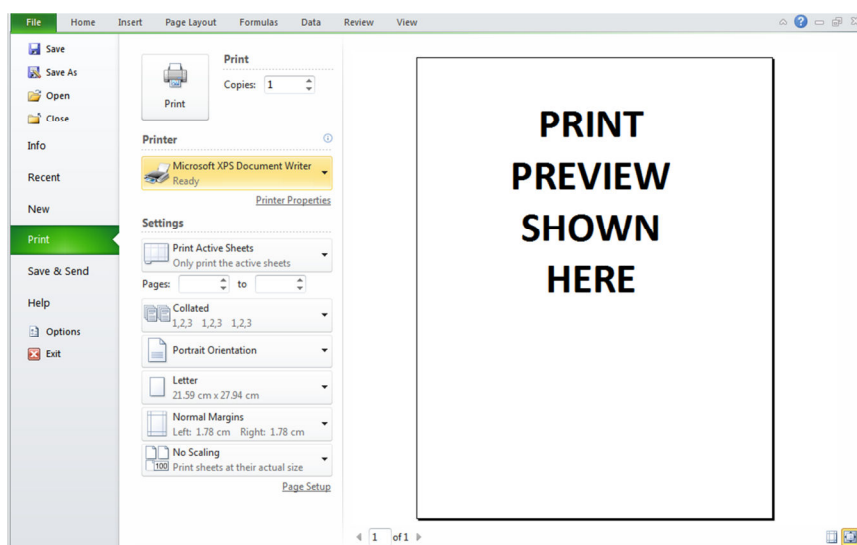 File Home Insert Page Layout Formulas Data Review View
Save
Save As
Open
Close
Info
Recent
New
Print
Save & Send
Help
Options
Exit
Print
Print
Copies: 1
Printer
Microsoft XPS Document Writer
Ready
Printer Properties
Settings
Print Active Sheets
Only print the active sheets
Pages: to
Collated
1,2,3 1,2,3 1,2,3
Portrait Orientation
Letter
21.59 cm x 27.94 cm
Normal Margins
Left: 1.78 cm Right: 1.78 cm
No Scaling
100
Print sheets at their actual size
Page Setup
PRINT
PREVIEW
SHOWN
HERE
1 of 1